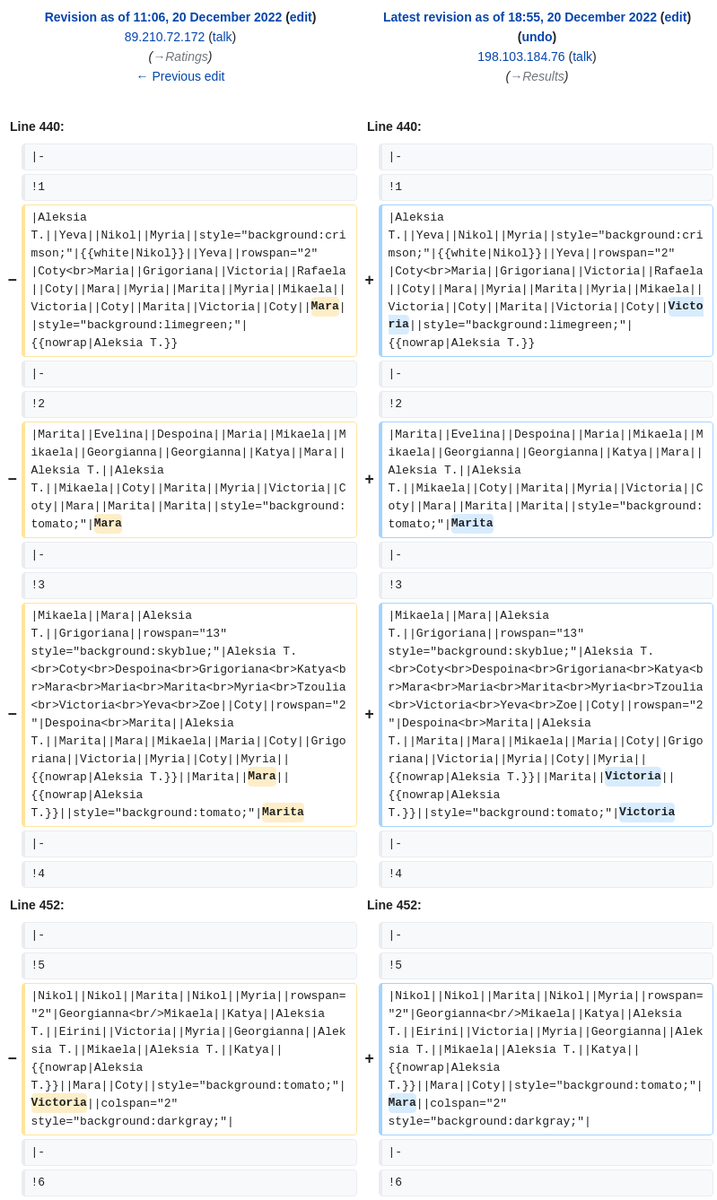 Revision as of 11:06, 20 December 2022 (edit)
89.210.72.172 (talk)
(→Ratings)
← Previous edit
Latest revision as of 18:55, 20 December 2022 (edit)
(undo)
198.103.184.76 (talk)
(→Results)
Line 440:
Line 440:
|-
|-
!1
!1
−
|Aleksia
T.||Yeva||Nikol||Myria||style="background:cri
mson;"|{{white|Nikol}}||Yeva||rowspan="2"
|Coty<br>Maria||Grigoriana||Victoria||Rafaela
||Coty||Mara||Myria||Marita||Myria||Mikaela||
Victoria||Coty||Marita||Victoria||Coty||Mara|
|style="background:limegreen;"|
{{nowrap|Aleksia T.}}
+
|Aleksia
T.||Yeva||Nikol||Myria||style="background:cri
mson;"|{{white|Nikol}}||Yeva||rowspan="2"
|Coty<br>Maria||Grigoriana||Victoria||Rafaela
||Coty||Mara||Myria||Marita||Myria||Mikaela||
Victoria||Coty||Marita||Victoria||Coty||Victo
ria||style="background:limegreen;"|
{{nowrap|Aleksia T.}}
|-
|-
!2
!2
−
|Marita||Evelina||Despoina||Maria||Mikaela||M
ikaela||Georgianna||Georgianna||Katya||Mara||
Aleksia T.||Aleksia
T.||Mikaela||Coty||Marita||Myria||Victoria||C
oty||Mara||Marita||Marita||style="background:
tomato;"|Mara
+
|Marita||Evelina||Despoina||Maria||Mikaela||M
ikaela||Georgianna||Georgianna||Katya||Mara||
Aleksia T.||Aleksia
T.||Mikaela||Coty||Marita||Myria||Victoria||C
oty||Mara||Marita||Marita||style="background:
tomato;"|Marita
|-
|-
!3
!3
−
|Mikaela||Mara||Aleksia
T.||Grigoriana||rowspan="13"
style="background:skyblue;"|Aleksia T.
<br>Coty<br>Despoina<br>Grigoriana<br>Katya<b
r>Mara<br>Maria<br>Marita<br>Myria<br>Tzoulia
<br>Victoria<br>Yeva<br>Zoe||Coty||rowspan="2
"|Despoina<br>Marita||Aleksia
T.||Marita||Mara||Mikaela||Maria||Coty||Grigo
riana||Victoria||Myria||Coty||Myria||
{{nowrap|Aleksia T.}}||Marita||Mara||
{{nowrap|Aleksia
T.}}||style="background:tomato;"|Marita
+
|Mikaela||Mara||Aleksia
T.||Grigoriana||rowspan="13"
style="background:skyblue;"|Aleksia T.
<br>Coty<br>Despoina<br>Grigoriana<br>Katya<b
r>Mara<br>Maria<br>Marita<br>Myria<br>Tzoulia
<br>Victoria<br>Yeva<br>Zoe||Coty||rowspan="2
"|Despoina<br>Marita||Aleksia
T.||Marita||Mara||Mikaela||Maria||Coty||Grigo
riana||Victoria||Myria||Coty||Myria||
{{nowrap|Aleksia T.}}||Marita||Victoria||
{{nowrap|Aleksia
T.}}||style="background:tomato;"|Victoria
|-
|-
!4
!4
Line 452:
Line 452:
|-
|-
!5
!5
−
|Nikol||Nikol||Marita||Nikol||Myria||rowspan=
"2"|Georgianna<br/>Mikaela||Katya||Aleksia
T.||Eirini||Victoria||Myria||Georgianna||Alek
sia T.||Mikaela||Aleksia T.||Katya||
{{nowrap|Aleksia
T.}}||Mara||Coty||style="background:tomato;"|
Victoria||colspan="2"
style="background:darkgray;"|
+
|Nikol||Nikol||Marita||Nikol||Myria||rowspan=
"2"|Georgianna<br/>Mikaela||Katya||Aleksia
T.||Eirini||Victoria||Myria||Georgianna||Alek
sia T.||Mikaela||Aleksia T.||Katya||
{{nowrap|Aleksia
T.}}||Mara||Coty||style="background:tomato;"|
Mara||colspan="2"
style="background:darkgray;"|
|-
|-
!6
!6